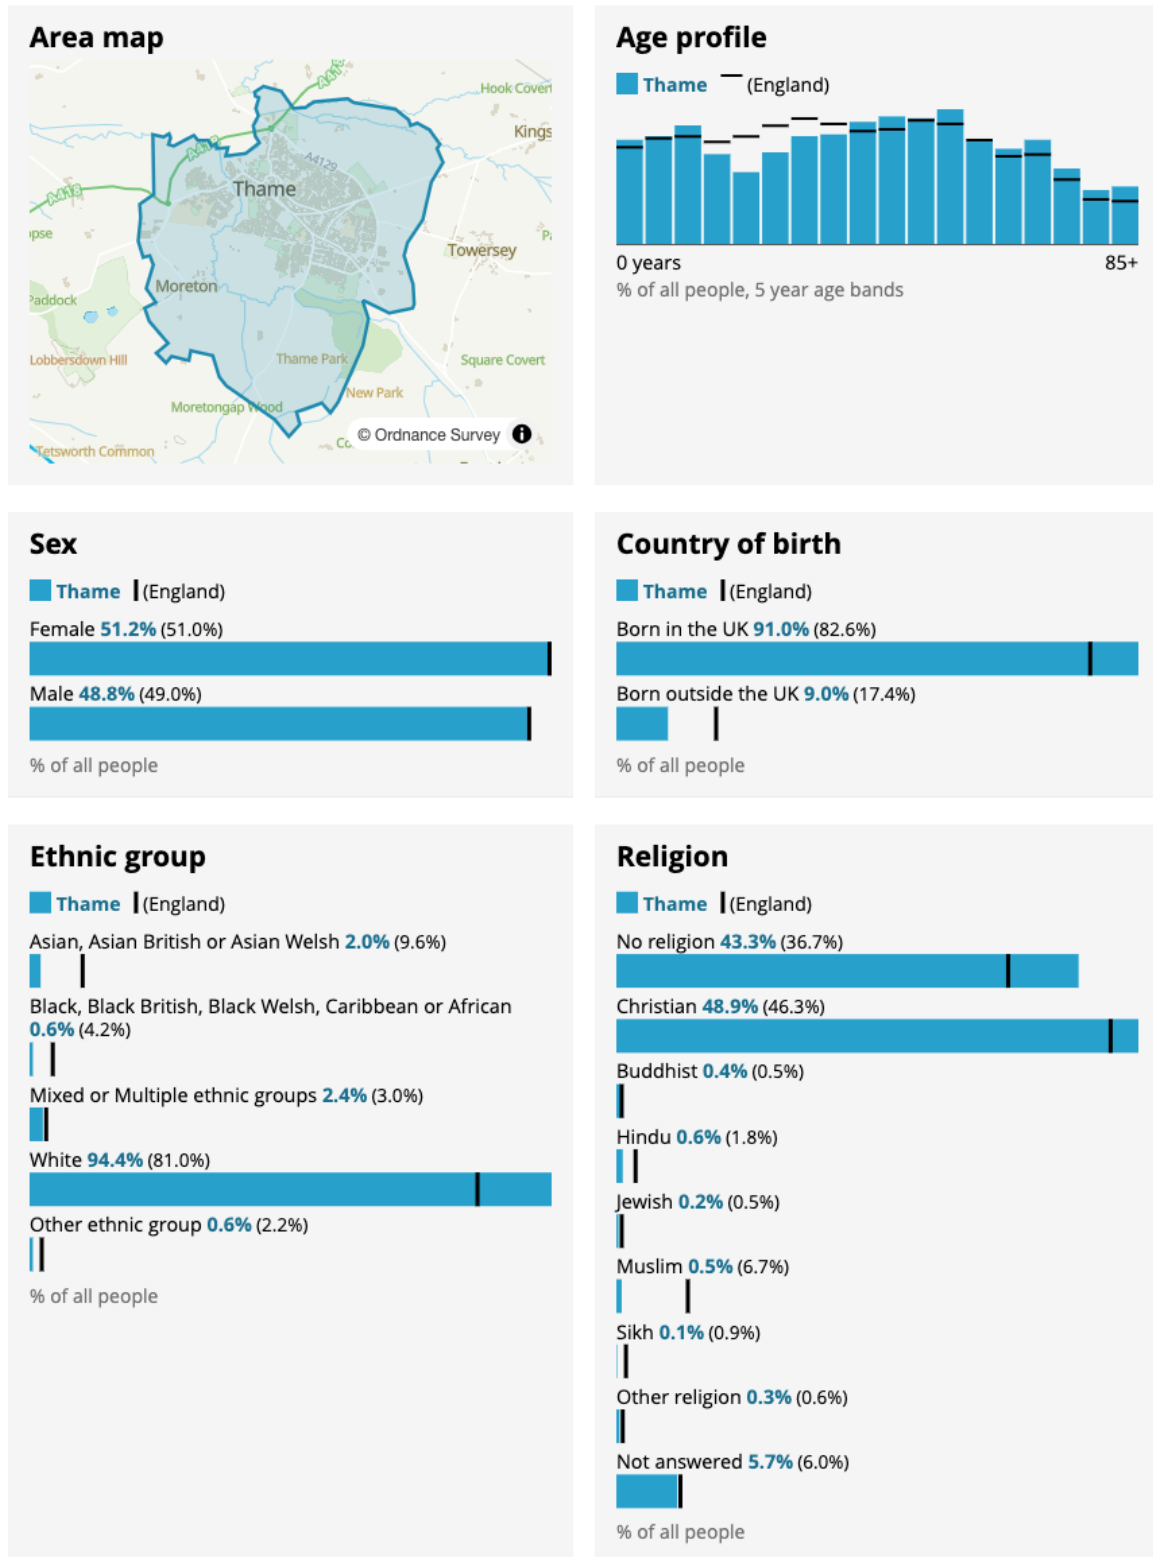 Area map
A418
Hook Covert
Kings
A418
A4129
Thame
A418
pse
Towersey
Pa
Moreton
Paddock
Lobbersdown Hill
Thame Park
Square Covert
New Park
Moretongap Wood
Co
© Ordnance Survey
Tetsworth Common
Age profile
Thame (England)
0 years 85+
% of all people, 5 year age bands
Sex
Thame (England)
Female 51.2% (51.0%)
Male 48.8% (49.0%)
% of all people
Country of birth
Thame (England)
Born in the UK 91.0% (82.6%)
Born outside the UK 9.0% (17.4%)
% of all people
Ethnic group
Thame (England)
Asian, Asian British or Asian Welsh 2.0% (9.6%)
Black, Black British, Black Welsh, Caribbean or African
0.6% (4.2%)
Mixed or Multiple ethnic groups 2.4% (3.0%)
White 94.4% (81.0%)
Other ethnic group 0.6% (2.2%)
% of all people
Religion
Thame (England)
No religion 43.3% (36.7%)
Christian 48.9% (46.3%)
Buddhist 0.4% (0.5%)
Hindu 0.6% (1.8%)
Jewish 0.2% (0.5%)
Muslim 0.5% (6.7%)
Sikh 0.1% (0.9%)
Other religion 0.3% (0.6%)
Not answered 5.7% (6.0%)
% of all people